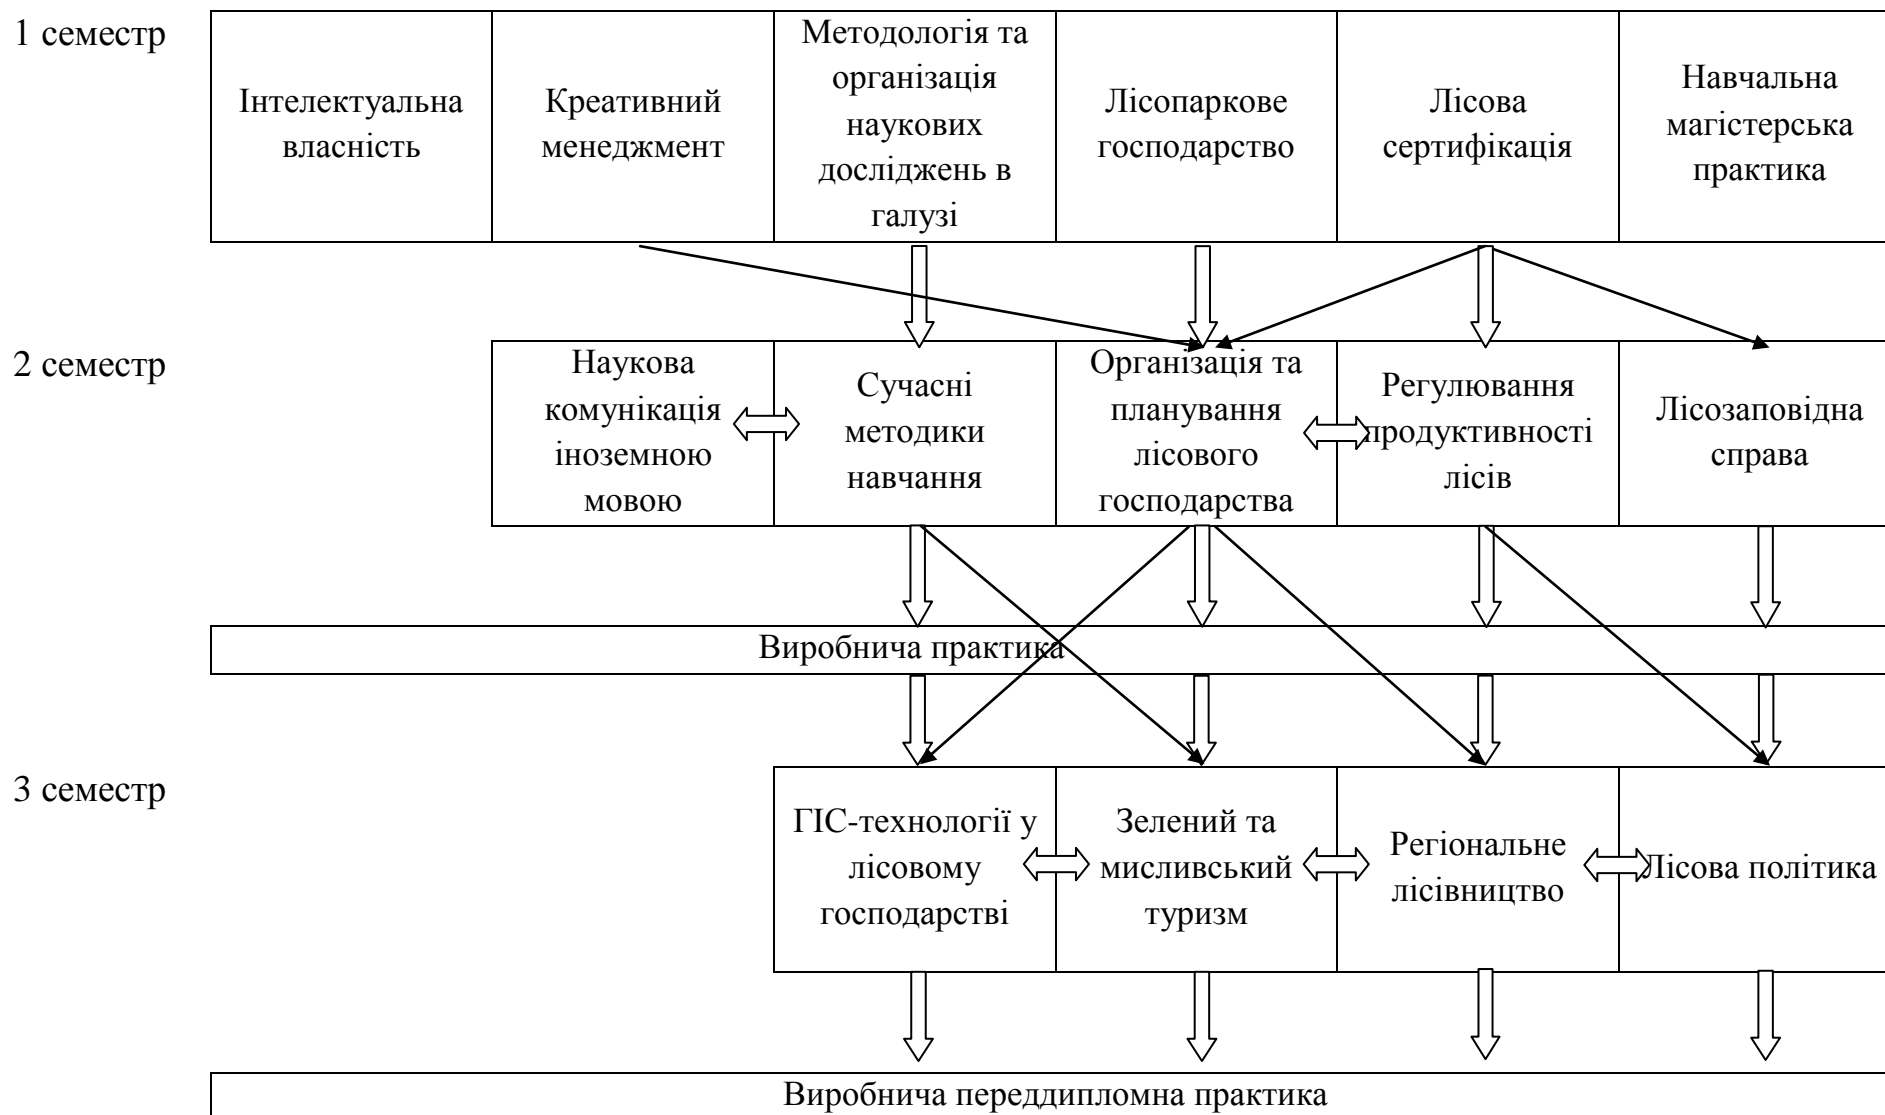 1 семестр
Інтелектуальна
власність
Креативний
менеджмент
Методологія та
організація
наукових
досліджень в
галузі
Лісопаркове
господарство
Лісова
сертифікація
Навчальна
магістерська
практика
2 семестр
Наукова
комунікація
іноземною
мовою
Сучасні
методики
навчання
Організація та
планування
лісового
господарства
Регулювання
продуктивності
лісів
Лісозаповідна
справа
Виробнича практика
3 семестр
ГІС-технології у
лісовому
господарстві
Зелений та
мисливський
туризм
Регіональне
лісівництво
Лісова політика
Виробнича переддипломна практика